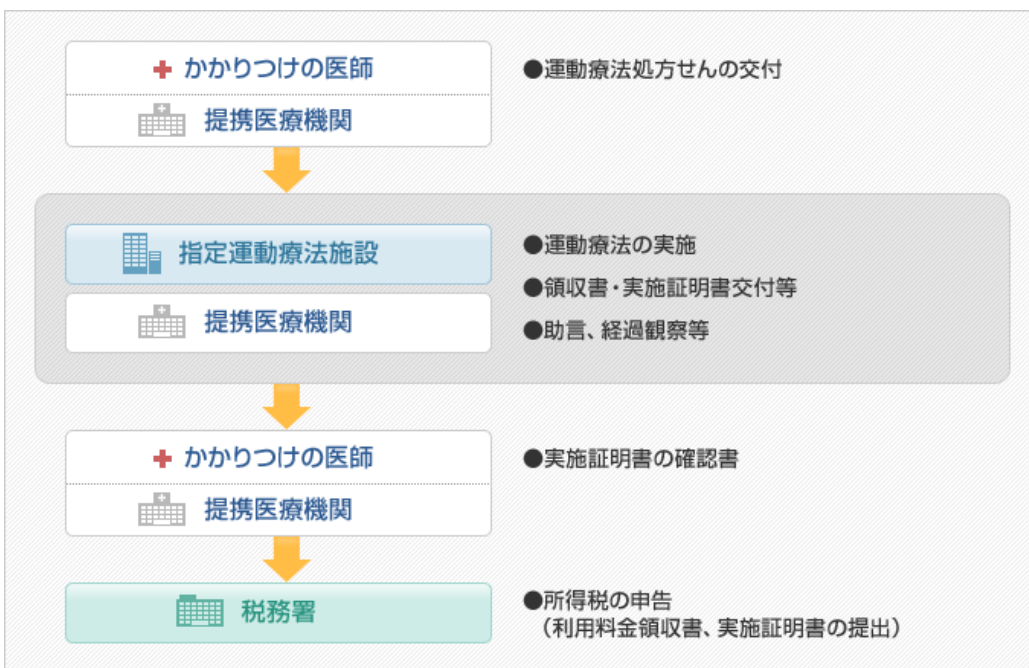 かかりつけの医師
●運動療法処方せんの交付
提携医療機関
指定運動療法施設
●運動療法の実施
●領収書・実施証明書交付等
提携医療機関
●助言、経過観察等
かかりつけの医師
●実施証明書の確認書
提携医療機関
税務署
●所得税の申告
（利用料金領収書、実施証明書の提出）